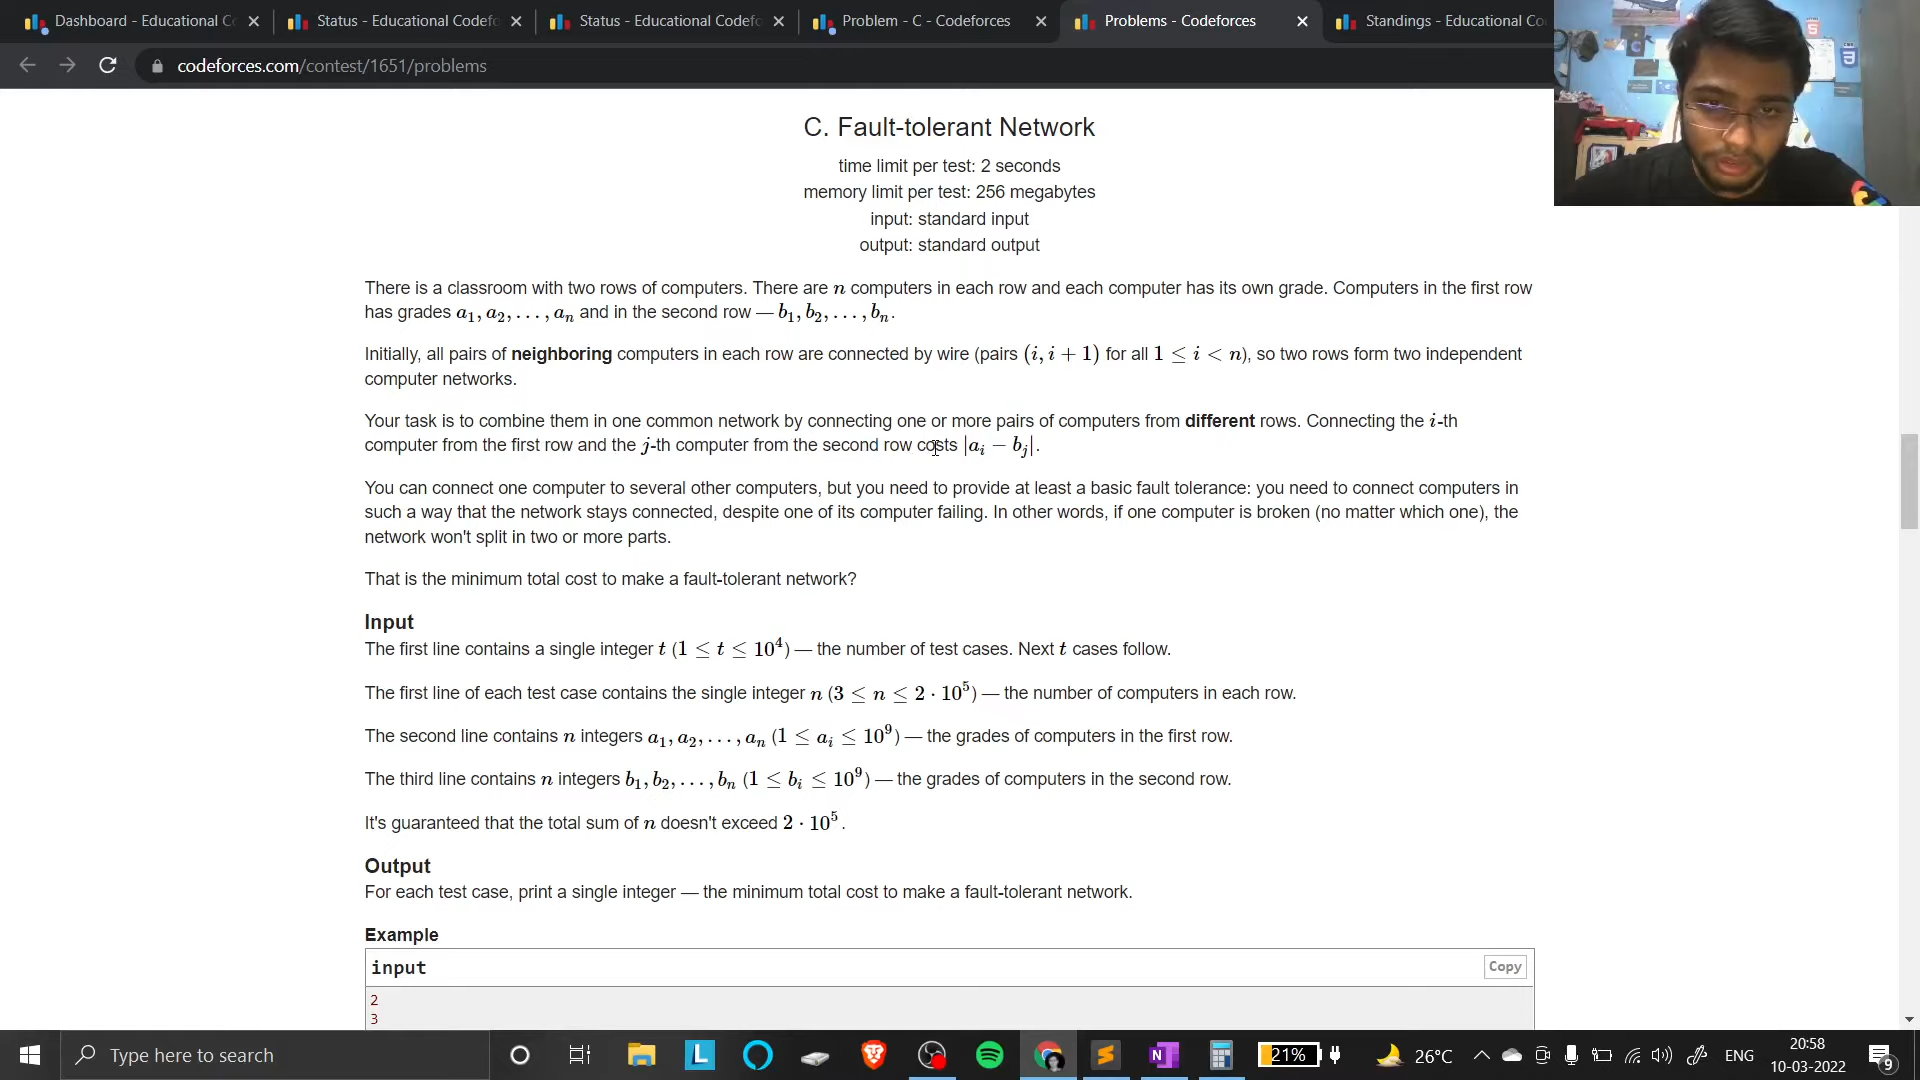 Dashboard - Educational C
Status - Educational Codefo
Status - Educational Codefo
Problem - C - Codeforces
Problems - Codeforces
Standings - Educational Co
codeforces.com/contest/1651/problems
C. Fault-tolerant Network
time limit per test: 2 seconds
memory limit per test: 256 megabytes
input: standard input
output: standard output
There is a classroom with two rows of computers. There are n computers in each row and each computer has its own grade. Computers in the first row
has grades a₁, a₂, . . . , aₙ and in the second row — b₁, b₂, . . . , bₙ.
Initially, all pairs of neighboring computers in each row are connected by wire (pairs (i, i + 1) for all 1 ≤ i < n), so two rows form two independent
computer networks.
Your task is to combine them in one common network by connecting one or more pairs of computers from different rows. Connecting the i-th
computer from the first row and the j-th computer from the second row costs |aᵢ − bⱼ|.
You can connect one computer to several other computers, but you need to provide at least a basic fault tolerance: you need to connect computers in
such a way that the network stays connected, despite one of its computer failing. In other words, if one computer is broken (no matter which one), the
network won't split in two or more parts.
That is the minimum total cost to make a fault-tolerant network?
Input
The first line contains a single integer t (1 ≤ t ≤ 10⁴) — the number of test cases. Next t cases follow.
The first line of each test case contains the single integer n (3 ≤ n ≤ 2 · 10⁵) — the number of computers in each row.
The second line contains n integers a₁, a₂, . . . , aₙ (1 ≤ aᵢ ≤ 10⁹) — the grades of computers in the first row.
The third line contains n integers b₁, b₂, . . . , bₙ (1 ≤ bᵢ ≤ 10⁹) — the grades of computers in the second row.
It's guaranteed that the total sum of n doesn't exceed 2 · 10⁵.
Output
For each test case, print a single integer — the minimum total cost to make a fault-tolerant network.
Example
input
Copy
2
3
Type here to search
21%
26°C
ENG
20:58
10-03-2022
9